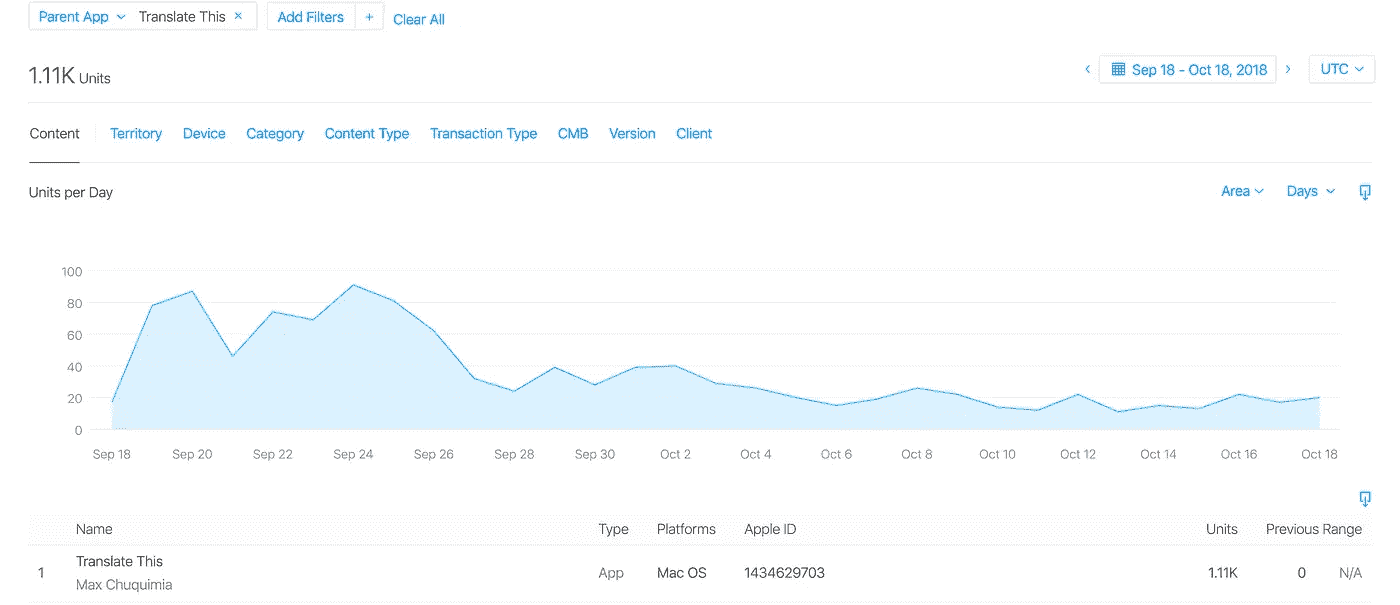 Parent App Translate This × Add Filters + Clear All
1.11K Units
Sep 18 - Oct 18, 2018 UTC
Content Territory Device Category Content Type Transaction Type CMB Version Client
Units per Day
Area Days
100
80
60
40
20
0
Sep 18 Sep 20 Sep 22 Sep 24 Sep 26 Sep 28 Sep 30 Oct 2 Oct 4 Oct 6 Oct 8 Oct 10 Oct 12 Oct 14 Oct 16 Oct 18
Name Type Platforms Apple ID Units Previous Range
1 Translate This App Mac OS 1434629703 1.11K 0 N/A
Max Chuquimia